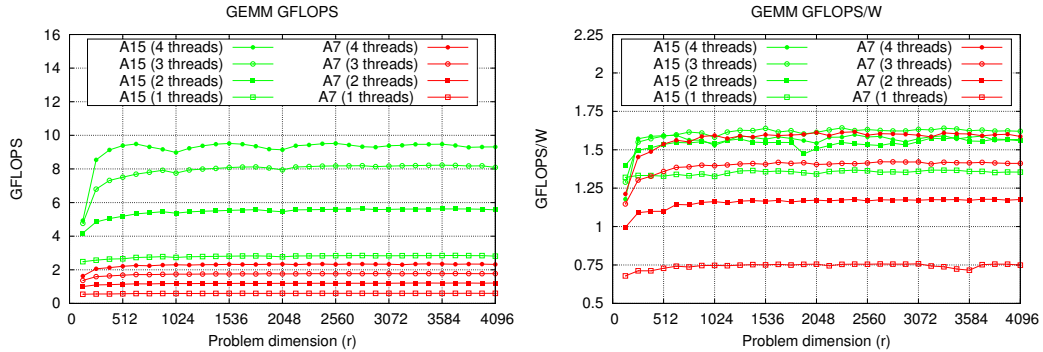 GEMM GFLOPS
16
14
12
10
8
6
4
2
0
GFLOPS
A15 (4 threads)
A15 (3 threads)
A15 (2 threads)
A15 (1 threads)
A7 (4 threads)
A7 (3 threads)
A7 (2 threads)
A7 (1 threads)
0 512 1024 1536 2048 2560 3072 3584 4096
Problem dimension (r)
GEMM GFLOPS/W
2.25
2
1.75
1.5
1.25
1
0.75
0.5
GFLOPS/W
A15 (4 threads)
A15 (3 threads)
A15 (2 threads)
A15 (1 threads)
A7 (4 threads)
A7 (3 threads)
A7 (2 threads)
A7 (1 threads)
0 512 1024 1536 2048 2560 3072 3584 4096
Problem dimension (r)